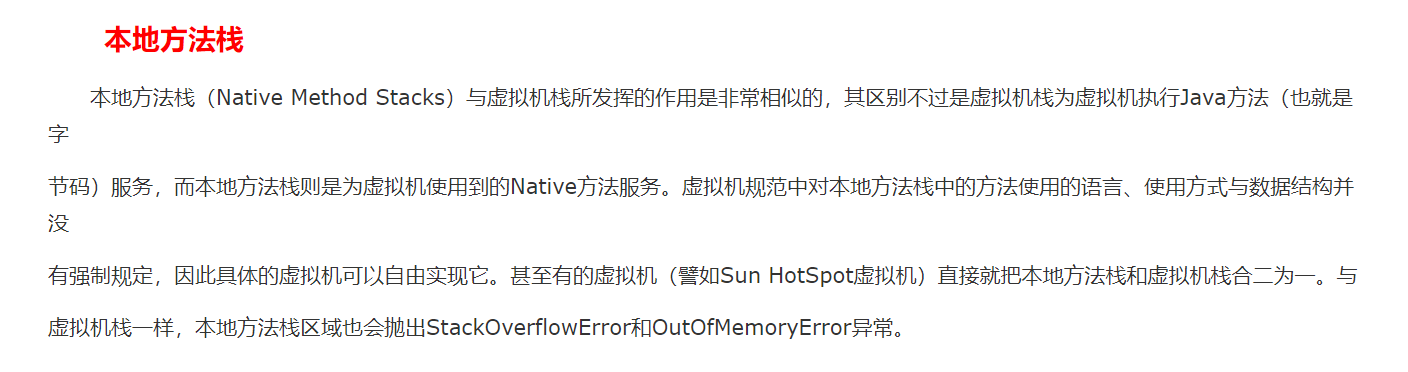 本地方法栈
本地方法栈（Native Method Stacks）与虚拟机栈所发挥的作用是非常相似的，其区别不过是虚拟机栈为虚拟机执行Java方法（也就是
字
节码）服务，而本地方法栈则是为虚拟机使用到的Native方法服务。虚拟机规范中对本地方法栈中的方法使用的语言、使用方式与数据结构并
没
有强制规定，因此具体的虚拟机可以自由实现它。甚至有的虚拟机（譬如Sun HotSpot虚拟机）直接就把本地方法栈和虚拟机栈合二为一。与
虚拟机栈一样，本地方法栈区域也会抛出StackOverflowError和OutOfMemoryError异常。